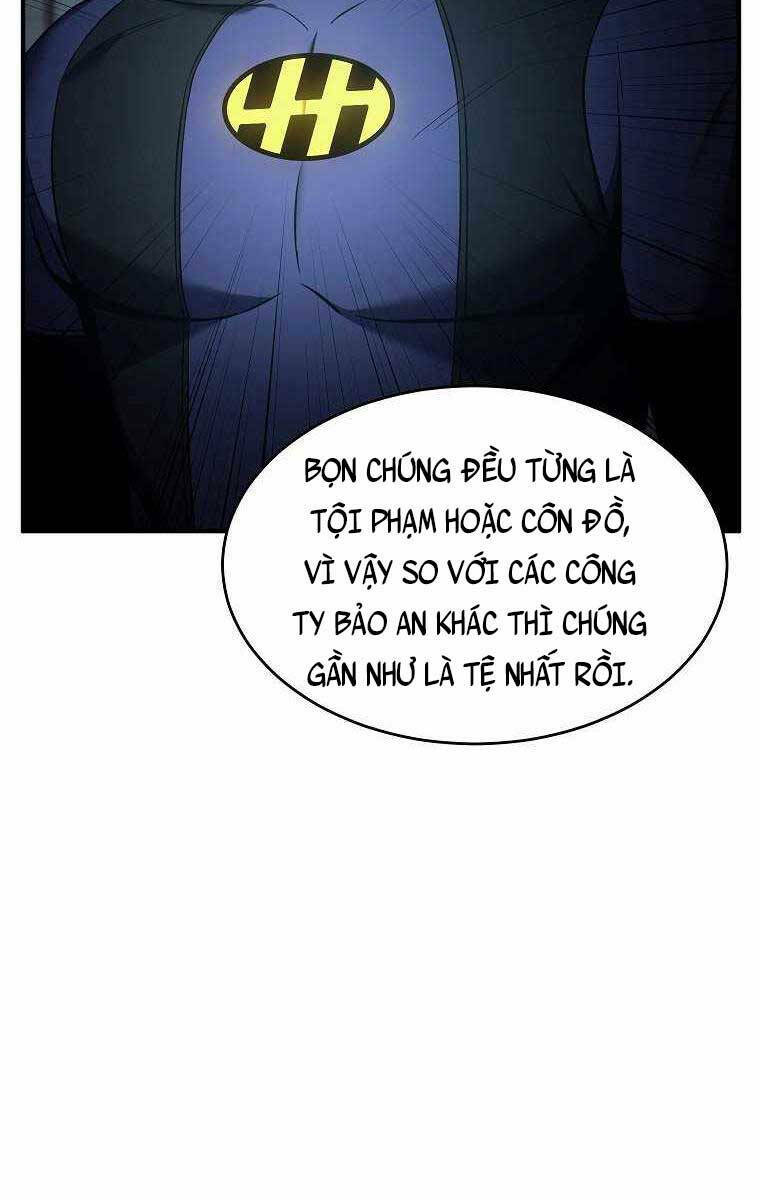 BỌN CHÚNG ĐỀU TỪNG LÀ
TỘI PHẠM HOẶC CÔN ĐỒ,
VÌ VẬY SO VỚI CÁC CÔNG
TY BẢO AN KHÁC THÌ CHÚNG
GẦN NHƯ LÀ TỆ NHẤT RỒI.